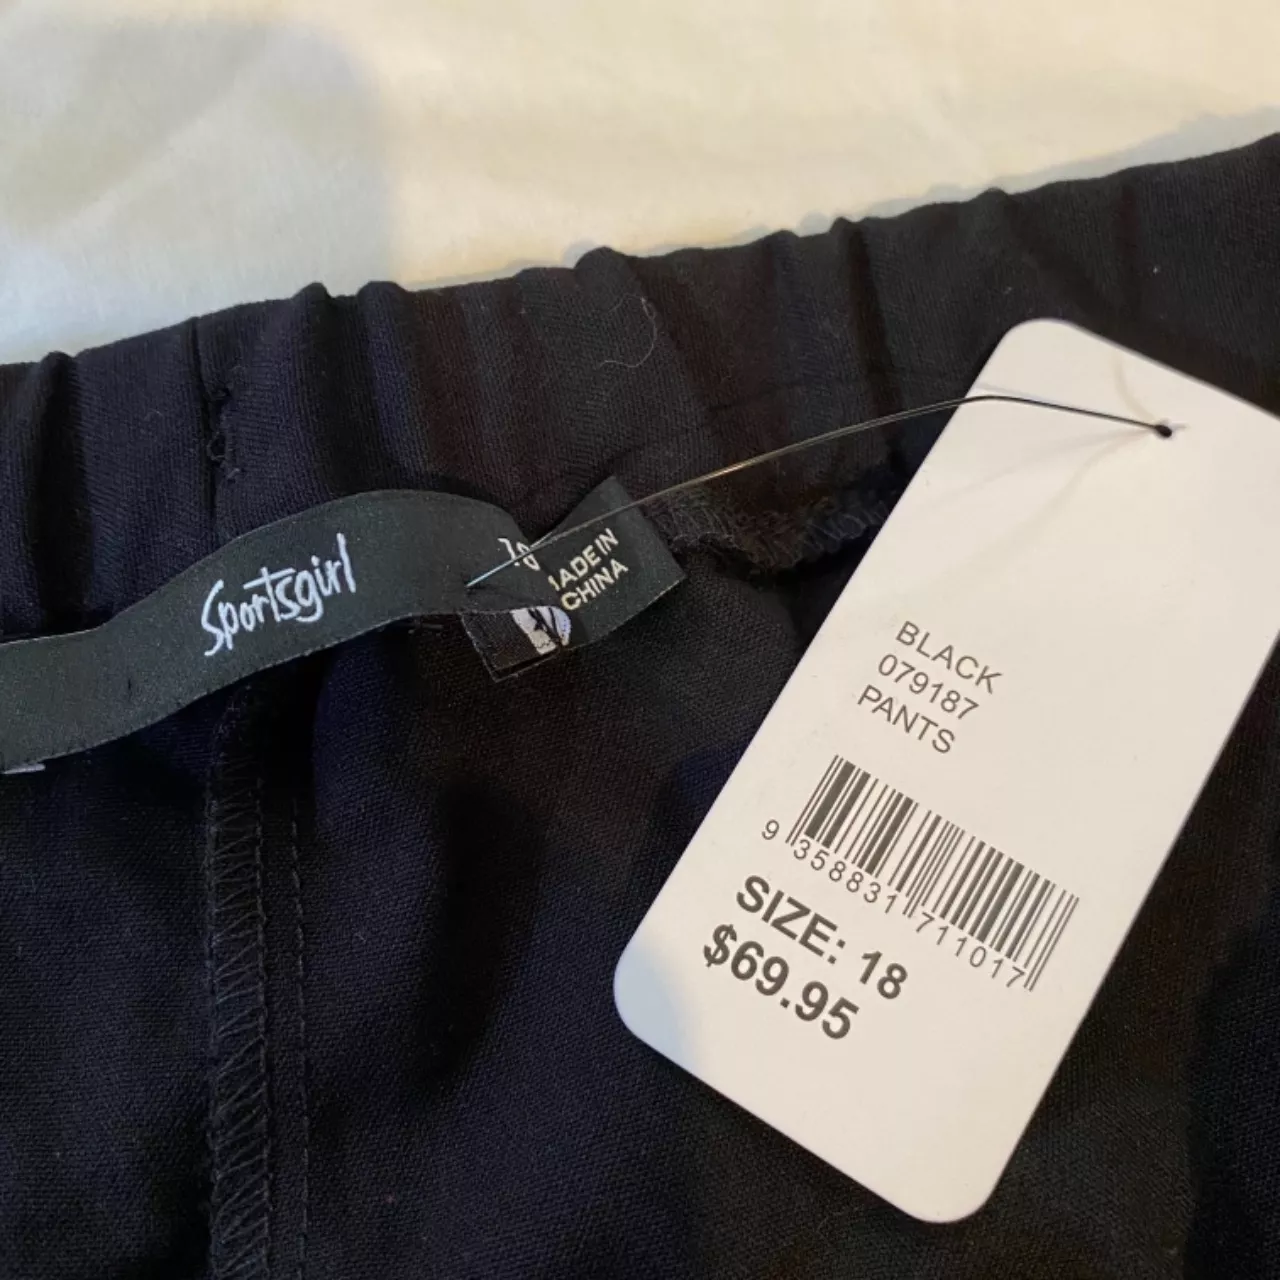 Sportsgirl
MADE IN
CHINA
BLACK
079187
PANTS
9 358831 711017
SIZE: 18
$69.95